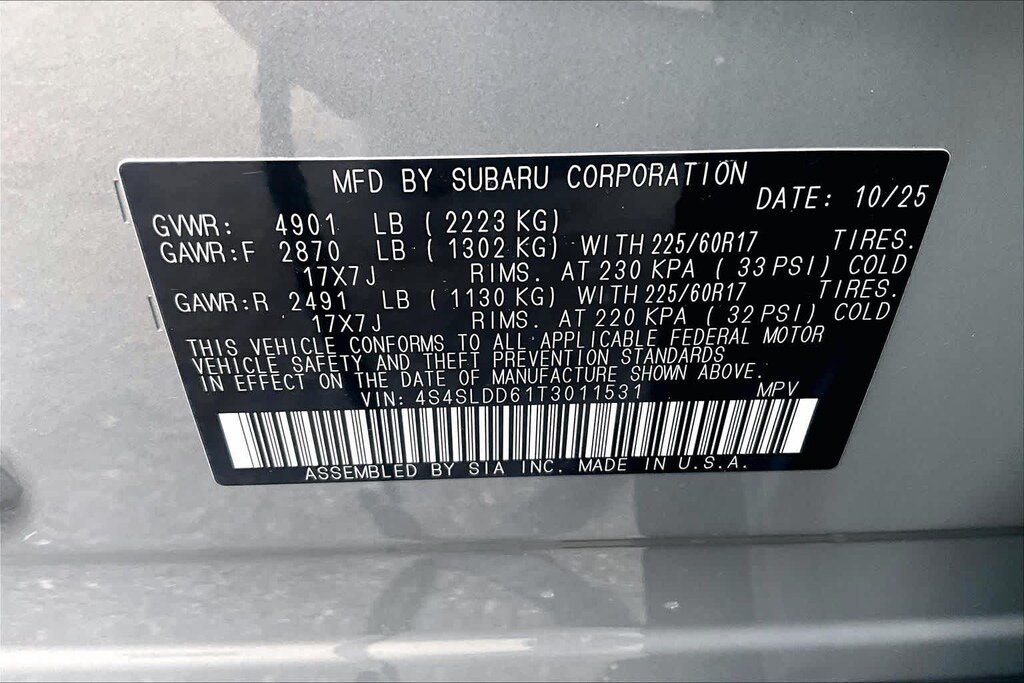 MFD BY SUBARU CORPORATION
DATE: 10/25
GVWR: 4901 LB (2223 KG)
GAWR:F 2870 LB (1302 KG) WITH 225/60R17 TIRES.
17X7J RIMS. AT 230 KPA (33 PSI) COLD
GAWR:R 2491 LB (1130 KG) WITH 225/60R17 TIRES.
17X7J RIMS. AT 220 KPA (32 PSI) COLD
THIS VEHICLE CONFORMS TO ALL APPLICABLE FEDERAL MOTOR
VEHICLE SAFETY AND THEFT PREVENTION STANDARDS
IN EFFECT ON THE DATE OF MANUFACTURE SHOWN ABOVE.
VIN: 4S4SLDD61T3011531 MPV
ASSEMBLED BY SIA INC. MADE IN U.S.A.